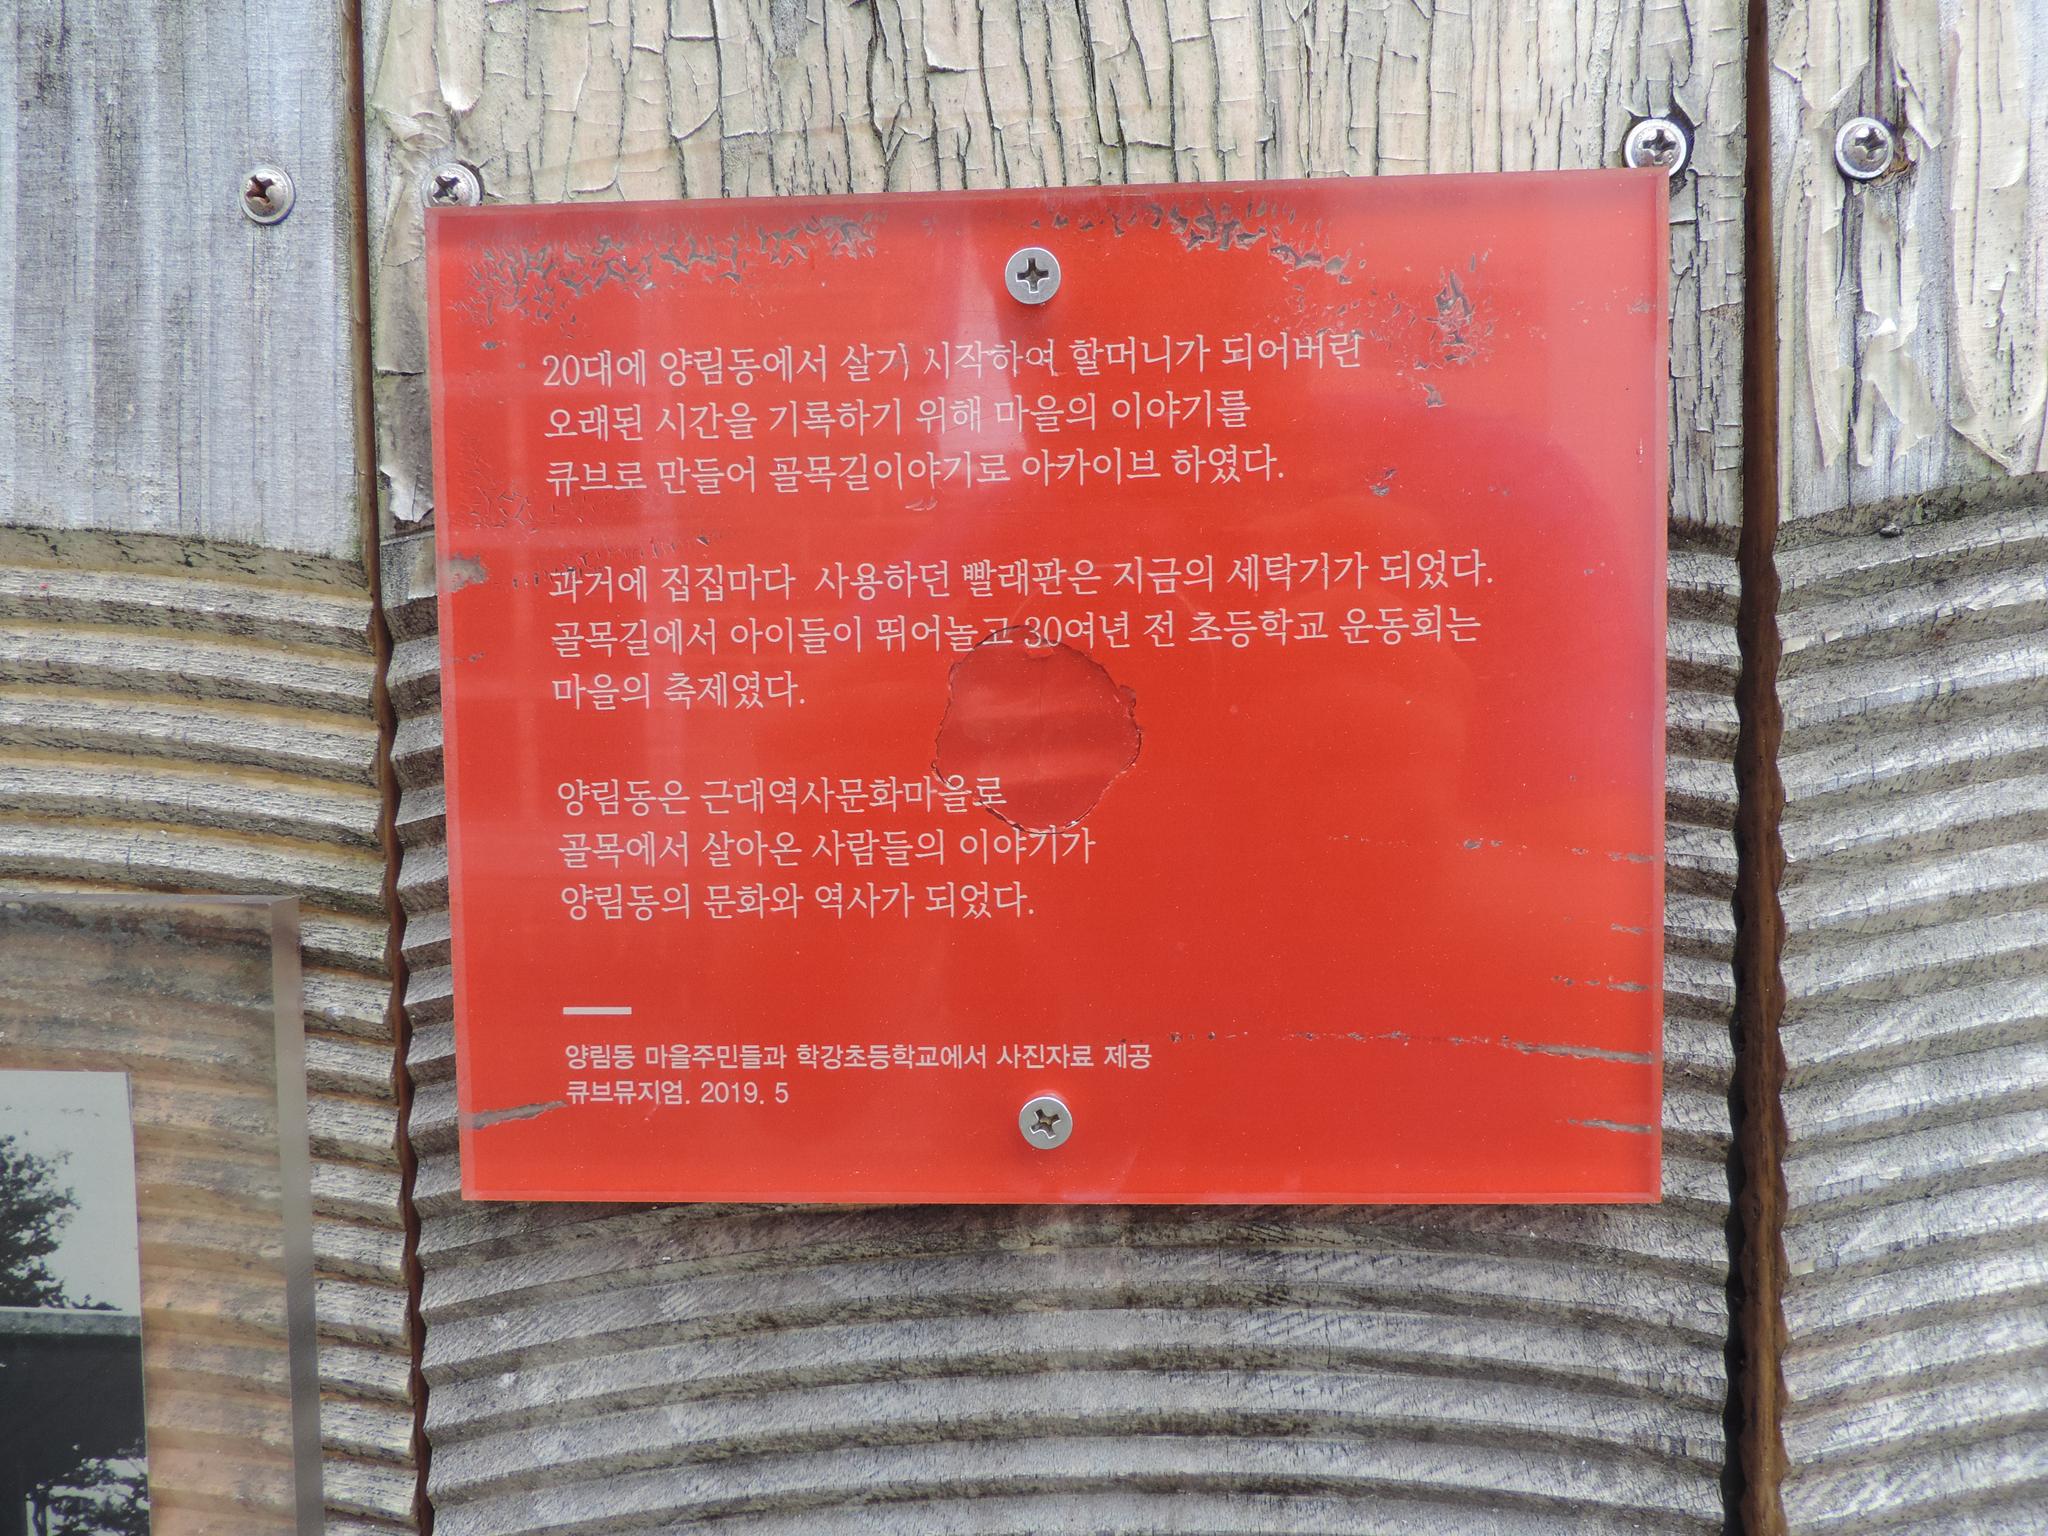 20대에 양림동에서 살기 시작하여 할머니가 되어버린
오래된 시간을 기록하기 위해 마을의 이야기를
큐브로 만들어 골목길이야기로 아카이브 하였다.
과거에 집집마다 사용하던 빨래판은 지금의 세탁기가 되었다.
골목길에서 아이들이 뛰어놀고 30여년 전 초등학교 운동회는
마을의 축제였다.
양림동은 근대역사문화마을로
골목에서 살아온 사람들의 이야기가
양림동의 문화와 역사가 되었다.
양림동 마을주민들과 학강초등학교에서 사진자료 제공
큐브뮤지엄. 2019. 5